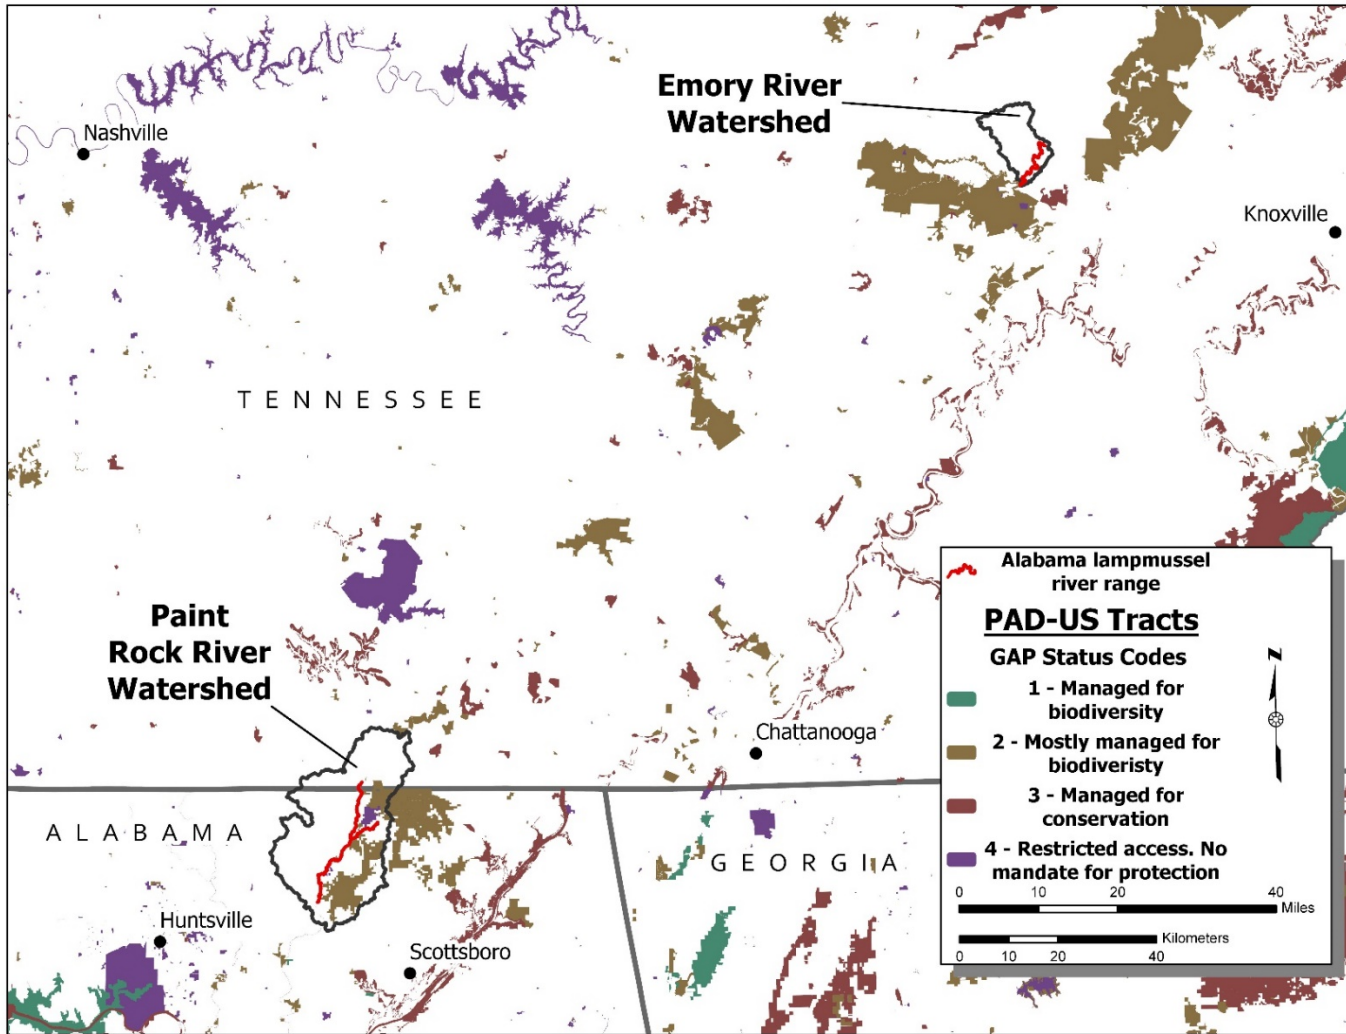 Emory River
Watershed
Nashville
Knoxville
TENNESSEE
Paint
Rock River
Watershed
Chattanooga
ALABAMA
GEORGIA
Huntsville
Scottsboro
Alabama lampmussel
river range
PAD-US Tracts
GAP Status Codes
1 - Managed for
biodiversity
2 - Mostly managed for
biodiveristy
3 - Managed for
conservation
4 - Restricted access. No
mandate for protection
N
0 10 20 40
Miles
Kilometers
0 10 20 40